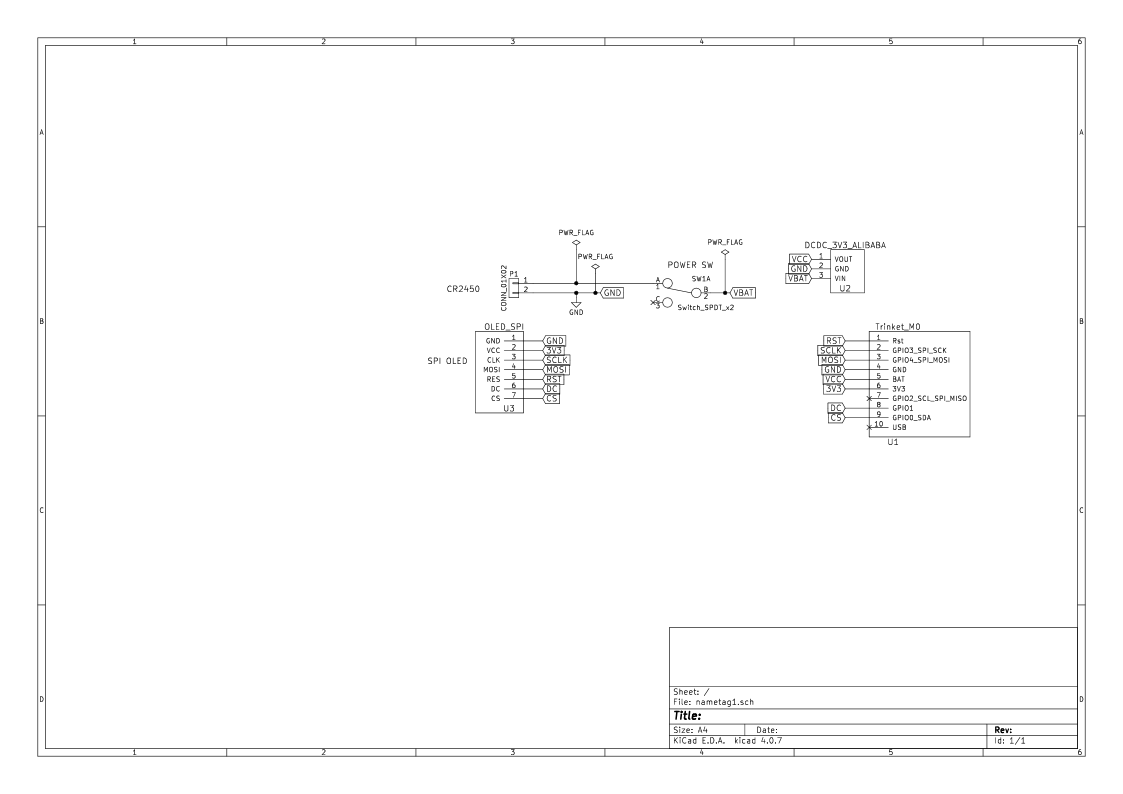 1 2 3 4 5 6
A A
PWR_FLAG
PWR_FLAG
PWR_FLAG
DCDC_3V3_ALIBABA
VCC 1 VOUT
GND 2 GND
VBAT 3 VIN
U2
POWER SW
SW1A
A
1
B
2
C
3
VBAT
Switch_SPDT_x2
CR2450
CONN_01X02
P1
1
2
GND
GND
B B
OLED_SPI
SPI OLED
GND 1 GND
VCC 2 3V3
CLK 3 SCLK
MOSI 4 MOSI
RES 5 RST
DC 6 DC
CS 7 CS
U3
Trinket_M0
RST 1 Rst
SCLK 2 GPIO3_SPI_SCK
MOSI 3 GPIO4_SPI_MOSI
GND 4 GND
VCC 5 BAT
3V3 6 3V3
7 GPIO2_SCL_SPI_MISO
DC 8 GPIO1
CS 9 GPIO0_SDA
10 USB
U1
C C
D D
Sheet: /
File: nametag1.sch
Title:
Size: A4 Date: Rev:
KiCad E.D.A. kicad 4.0.7 Id: 1/1
1 2 3 4 5 6